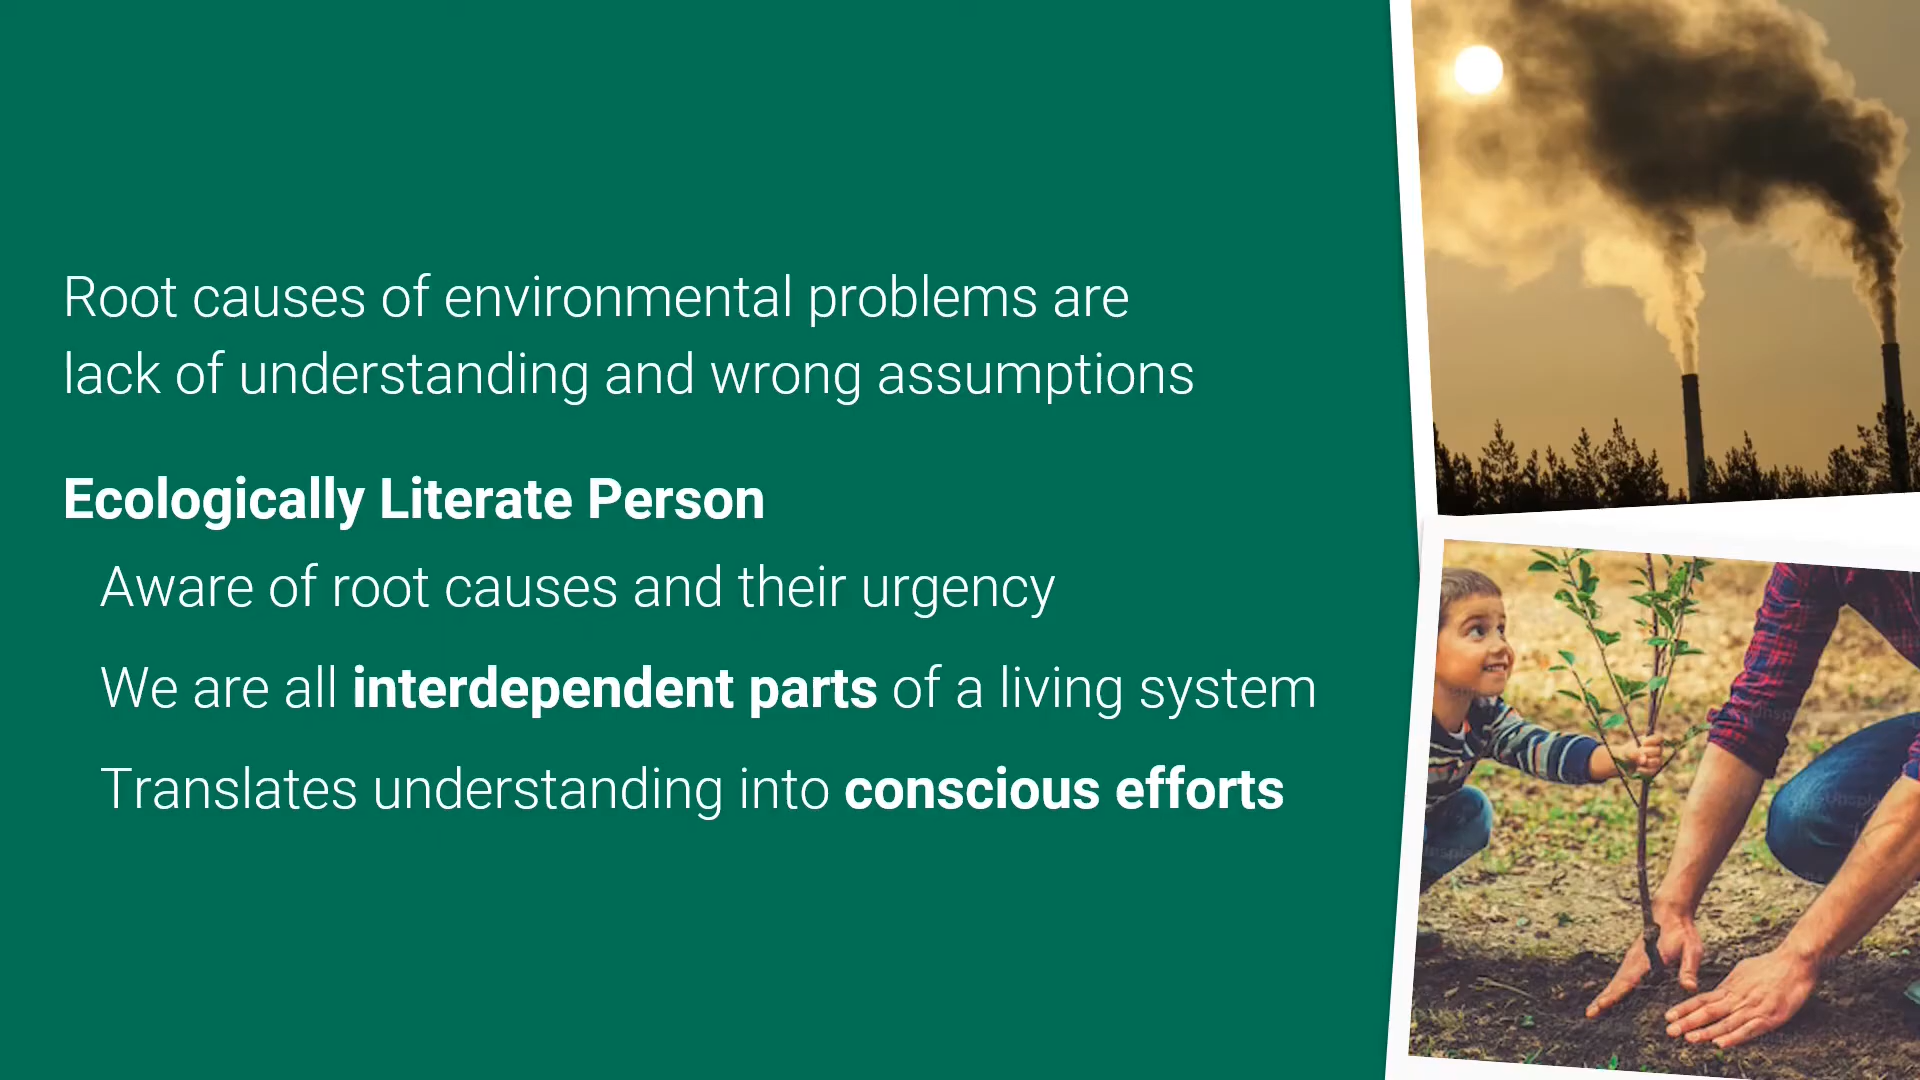 Root causes of environmental problems are
lack of understanding and wrong assumptions
Ecologically Literate Person
Aware of root causes and their urgency
We are all interdependent parts of a living system
Translates understanding into conscious efforts